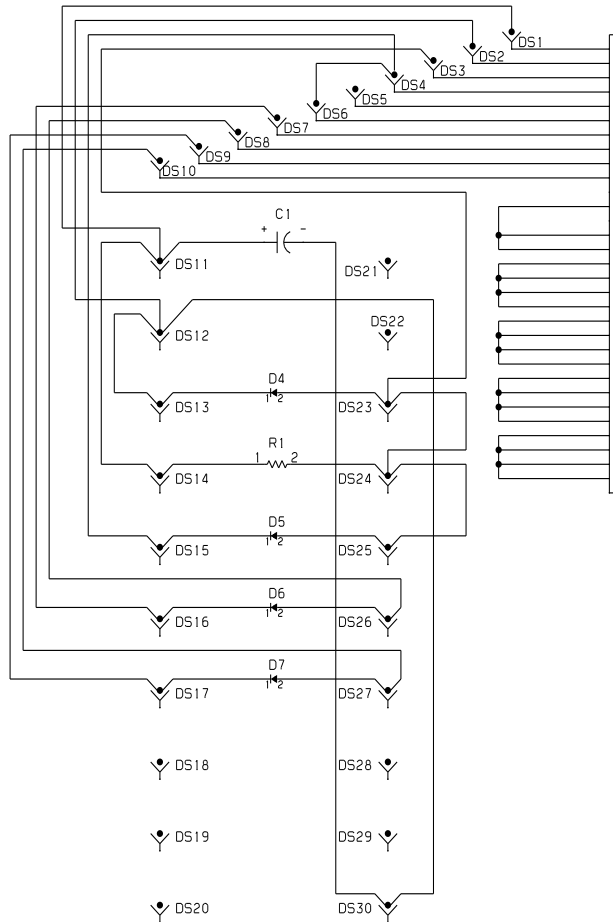 DS1
DS2
DS3
DS4
DS5
DS6
DS7
DS8
DS9
DS10
C1
+ -
DS11
DS21
DS12
DS22
D4
1 2
DS13
DS23
R1
1 2
DS14
DS24
D5
1 2
DS15
DS25
D6
1 2
DS16
DS26
D7
1 2
DS17
DS27
DS18
DS28
DS19
DS29
DS20
DS30